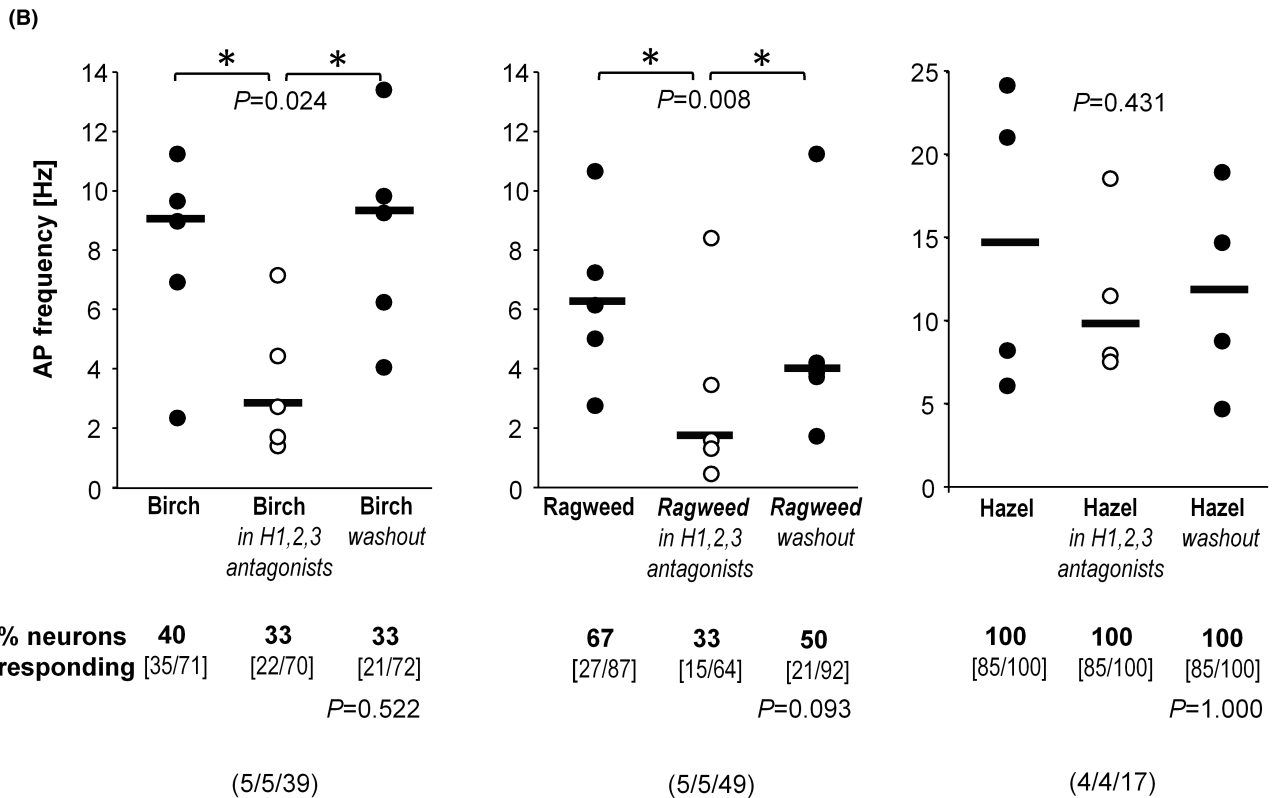 (B)
* * * *
14 P=0.024 14 P=0.008 25 P=0.431
12 12
10 10 20
8 8 15
6 6 10
4 4
2 2 5
0 0 0
AP frequency [Hz]
Birch Birch Birch Ragweed Ragweed Ragweed Hazel Hazel Hazel
in H1,2,3 washout in H1,2,3 washout in H1,2,3 washout
antagonists antagonists antagonists
% neurons 40 33 33 67 33 50 100 100 100
responding [35/71] [22/70] [21/72] [27/87] [15/64] [21/92] [85/100] [85/100] [85/100]
P=0.522 P=0.093 P=1.000
(5/5/39) (5/5/49) (4/4/17)